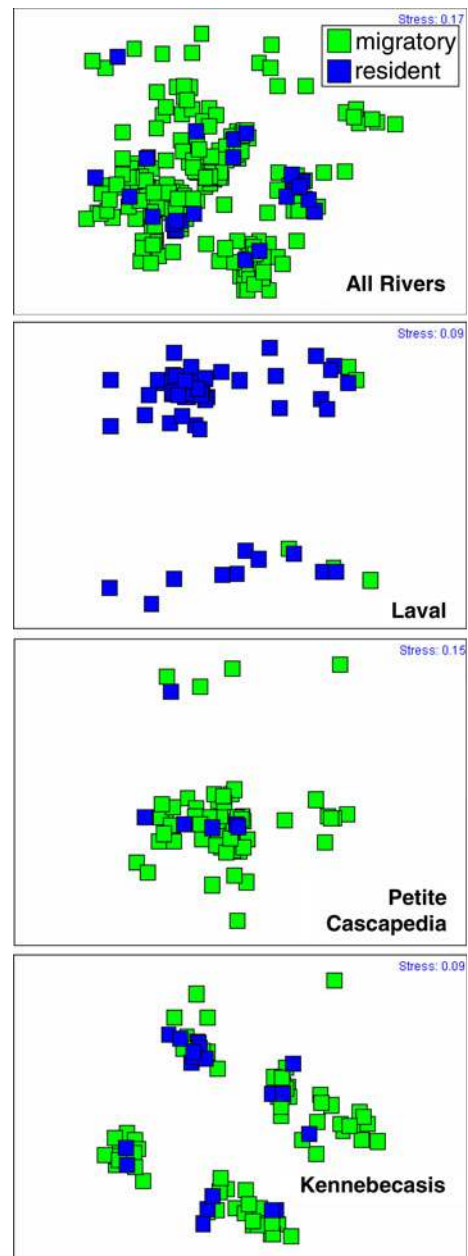 Stress: 0.17
migratory
resident
All Rivers
Stress: 0.09
Laval
Stress: 0.15
Petite
Cascapedia
Stress: 0.09
Kennebecasis